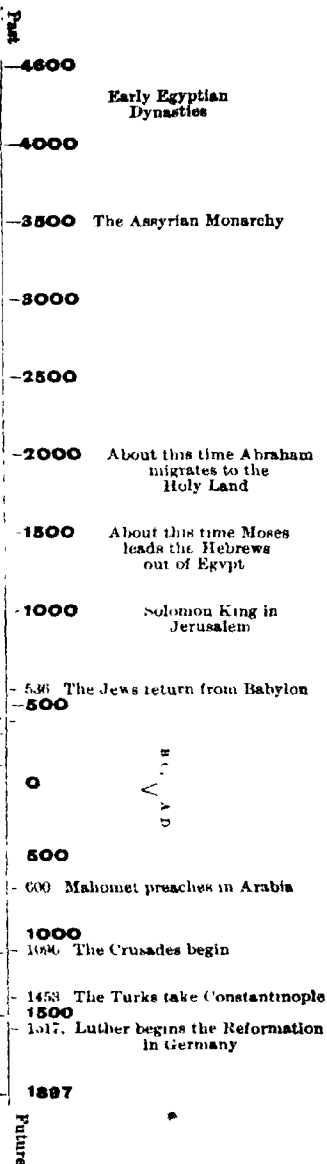 Past
4600
Early Egyptian
Dynasties
4000
3500 The Assyrian Monarchy
3000
2500
2000 About this time Abraham
migrates to the
Holy Land
1500 About this time Moses
leads the Hebrews
out of Egypt
1000 Solomon King in
Jerusalem
536 The Jews return from Babylon
500
B C. A D
0
500
600 Mahomet preaches in Arabia
1000
1096 The Crusades begin
1453 The Turks take Constantinople
1500
1517. Luther begins the Reformation
in Germany
1897
Future